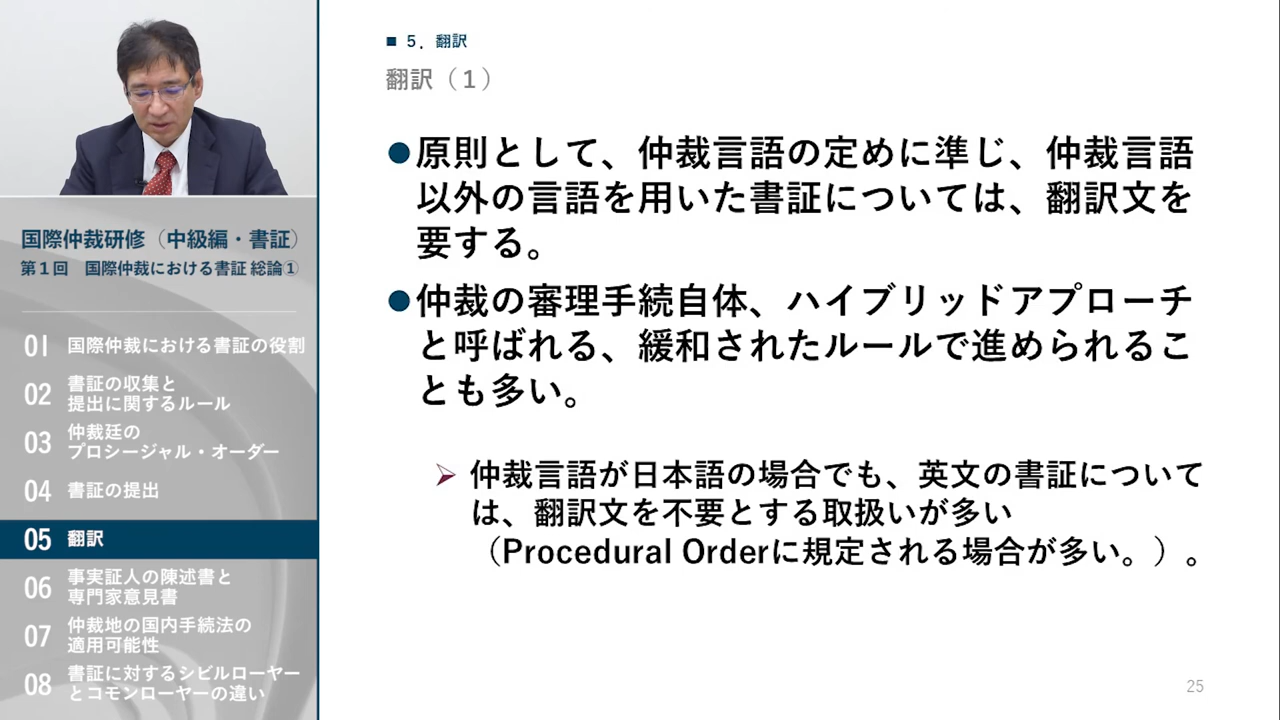 国際仲裁研修（中級編・書証）
第１回　国際仲裁における書証 総論①
01 国際仲裁における書証の役割
02 書証の収集と
提出に関するルール
03 仲裁廷の
プロシージャル・オーダー
04 書証の提出
05 翻訳
06 事実証人の陳述書と
専門家意見書
07 仲裁地の国内手続法の
適用可能性
08 書証に対するシビルローヤー
とコモンローヤーの違い
■ ５．翻訳
翻訳（１）
●原則として、仲裁言語の定めに準じ、仲裁言語
以外の言語を用いた書証については、翻訳文を
要する。
●仲裁の審理手続自体、ハイブリッドアプローチ
と呼ばれる、緩和されたルールで進められるこ
とも多い。
➢ 仲裁言語が日本語の場合でも、英文の書証について
は、翻訳文を不要とする取扱いが多い
（Procedural Orderに規定される場合が多い。）。
25